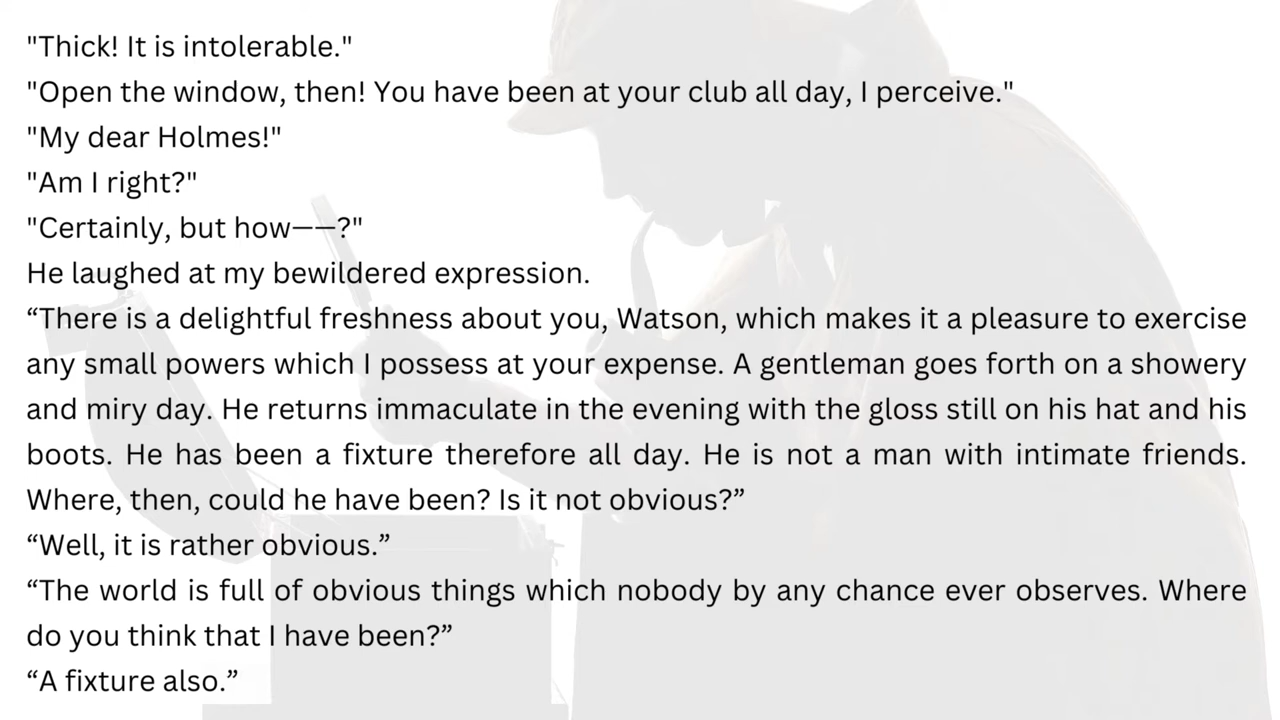 "Thick! It is intolerable."
"Open the window, then! You have been at your club all day, I perceive."
"My dear Holmes!"
"Am I right?"
"Certainly, but how——?"
He laughed at my bewildered expression.
“There is a delightful freshness about you, Watson, which makes it a pleasure to exercise
any small powers which I possess at your expense. A gentleman goes forth on a showery
and miry day. He returns immaculate in the evening with the gloss still on his hat and his
boots. He has been a fixture therefore all day. He is not a man with intimate friends.
Where, then, could he have been? Is it not obvious?”
“Well, it is rather obvious.”
“The world is full of obvious things which nobody by any chance ever observes. Where
do you think that I have been?”
“A fixture also.”